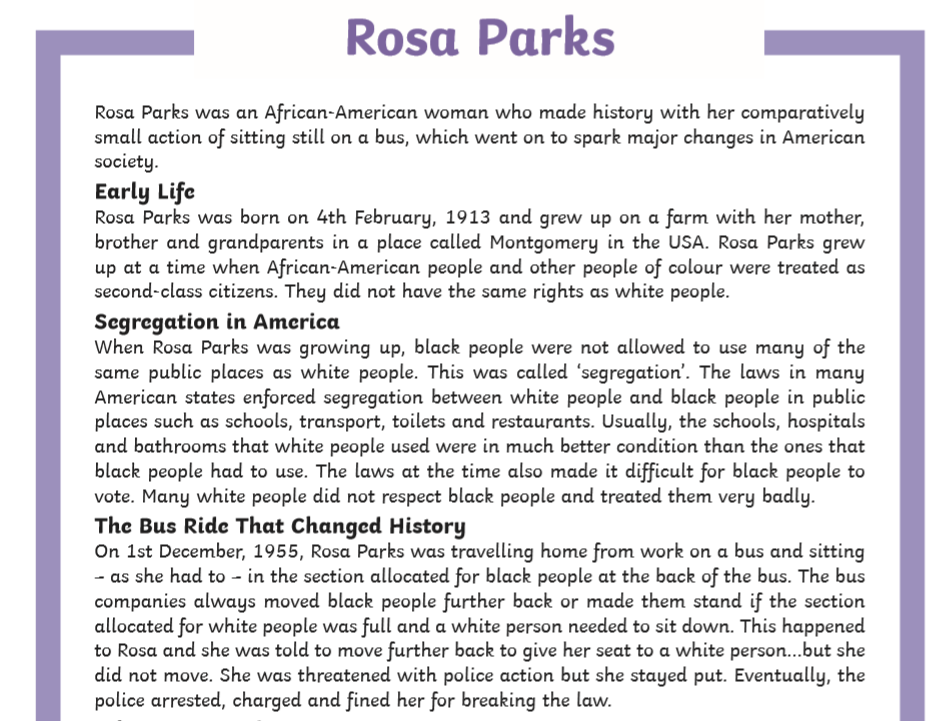 Rosa Parks
Rosa Parks was an African-American woman who made history with her comparatively
small action of sitting still on a bus, which went on to spark major changes in American
society.
Early Life
Rosa Parks was born on 4th February, 1913 and grew up on a farm with her mother,
brother and grandparents in a place called Montgomery in the USA. Rosa Parks grew
up at a time when African-American people and other people of colour were treated as
second-class citizens. They did not have the same rights as white people.
Segregation in America
When Rosa Parks was growing up, black people were not allowed to use many of the
same public places as white people. This was called ‘segregation’. The laws in many
American states enforced segregation between white people and black people in public
places such as schools, transport, toilets and restaurants. Usually, the schools, hospitals
and bathrooms that white people used were in much better condition than the ones that
black people had to use. The laws at the time also made it difficult for black people to
vote. Many white people did not respect black people and treated them very badly.
The Bus Ride That Changed History
On 1st December, 1955, Rosa Parks was travelling home from work on a bus and sitting
– as she had to – in the section allocated for black people at the back of the bus. The bus
companies always moved black people further back or made them stand if the section
allocated for white people was full and a white person needed to sit down. This happened
to Rosa and she was told to move further back to give her seat to a white person...but she
did not move. She was threatened with police action but she stayed put. Eventually, the
police arrested, charged and fined her for breaking the law.